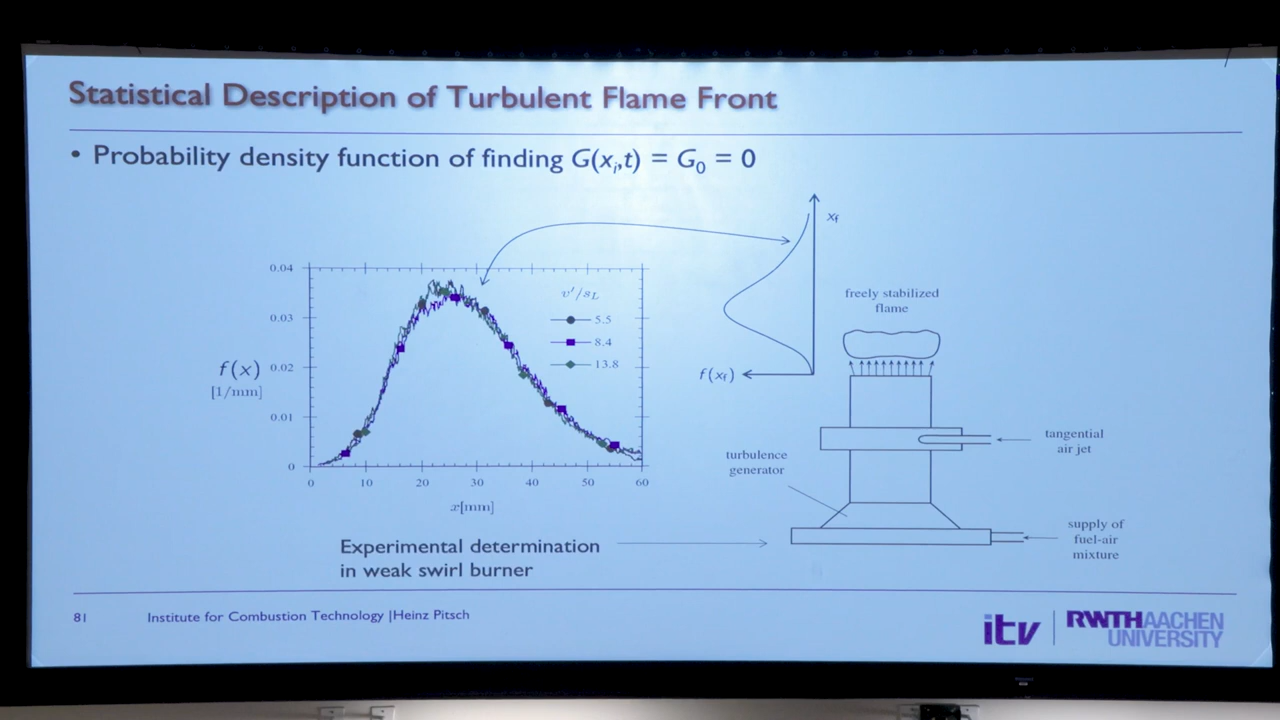 Statistical Description of Turbulent Flame Front
• Probability density function of finding G(xᵢ,t) = G₀ = 0
x_f
freely stabilized
flame
0.04
0.03
0.02
0.01
0
f(x)
[1/mm]
v'/s_L
5.5
8.4
13.8
0 10 20 30 40 50 60
x[mm]
f(x_f)
turbulence
generator
tangential
air jet
supply of
fuel-air
mixture
Experimental determination
in weak swirl burner
81 Institute for Combustion Technology |Heinz Pitsch
itv RWTHAACHEN
UNIVERSITY